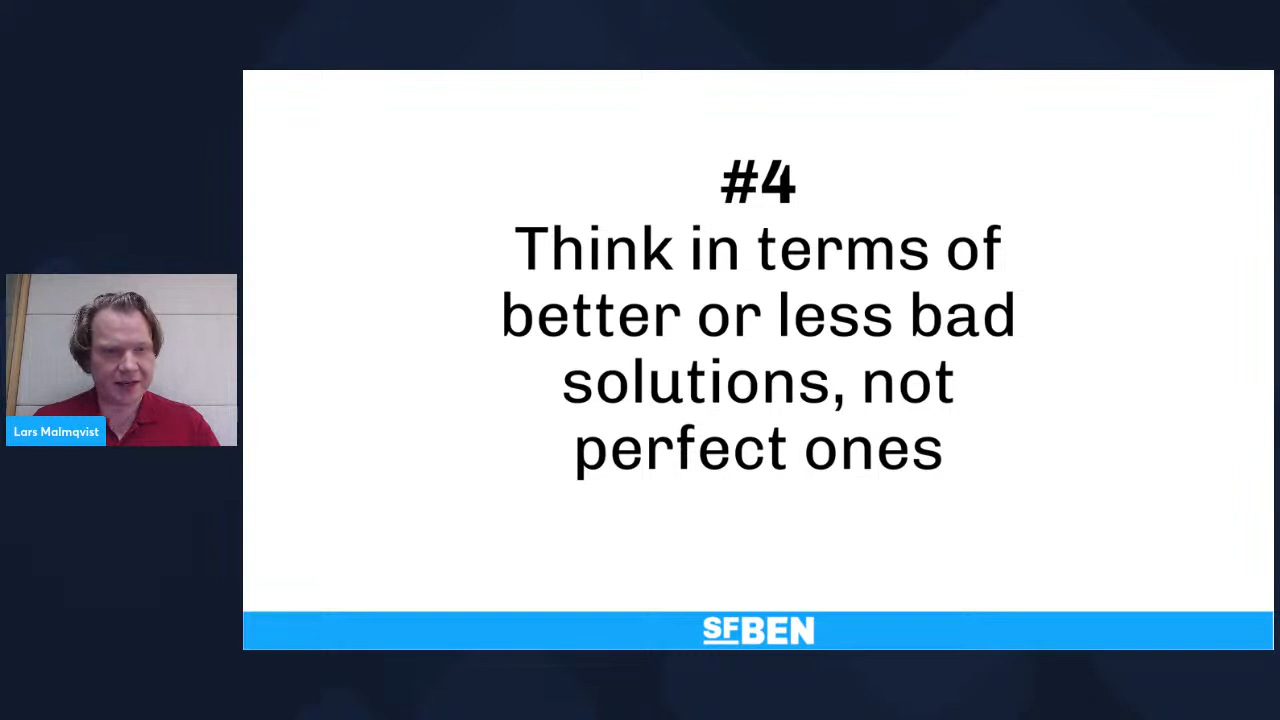 #4
Think in terms of
better or less bad
solutions, not
perfect ones
Lars Malmqvist
SFBEN